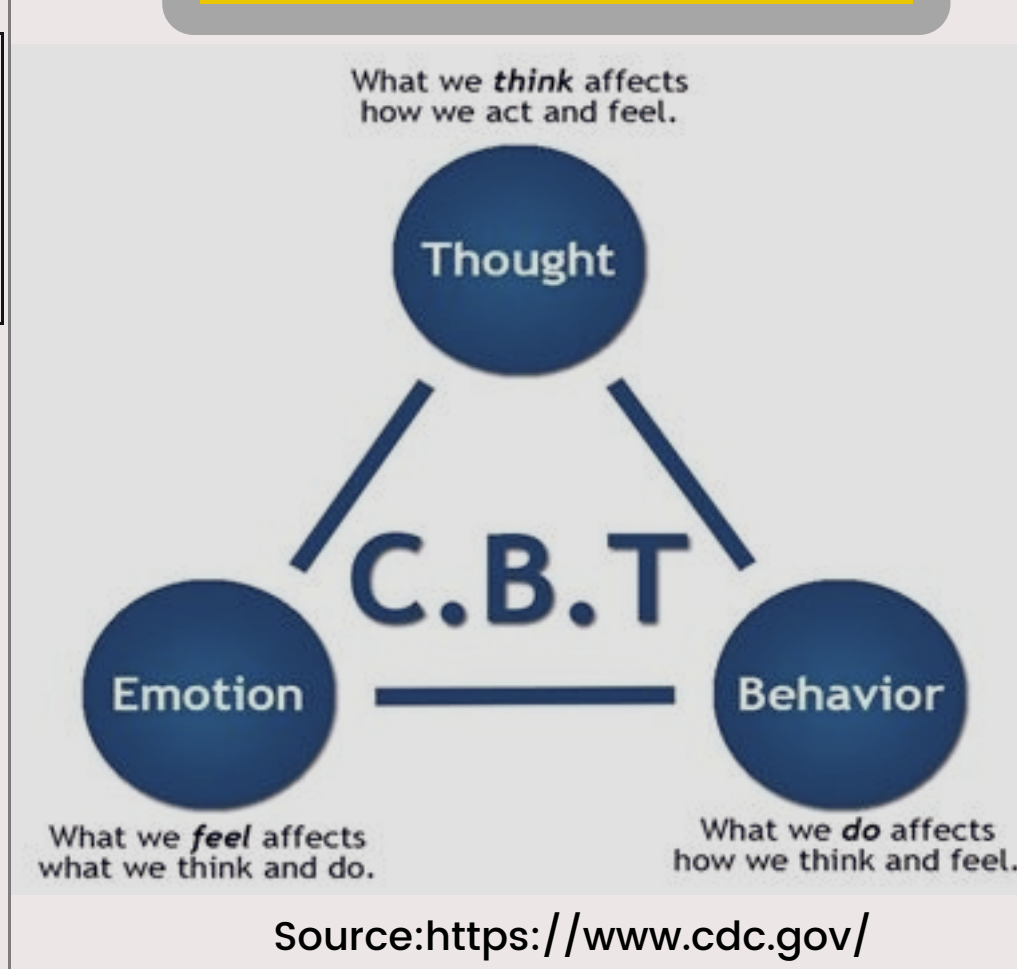 What we think affects
how we act and feel.
Thought
C.B.T
Emotion
Behavior
What we feel affects
what we think and do.
What we do affects
how we think and feel.
Source:https://www.cdc.gov/